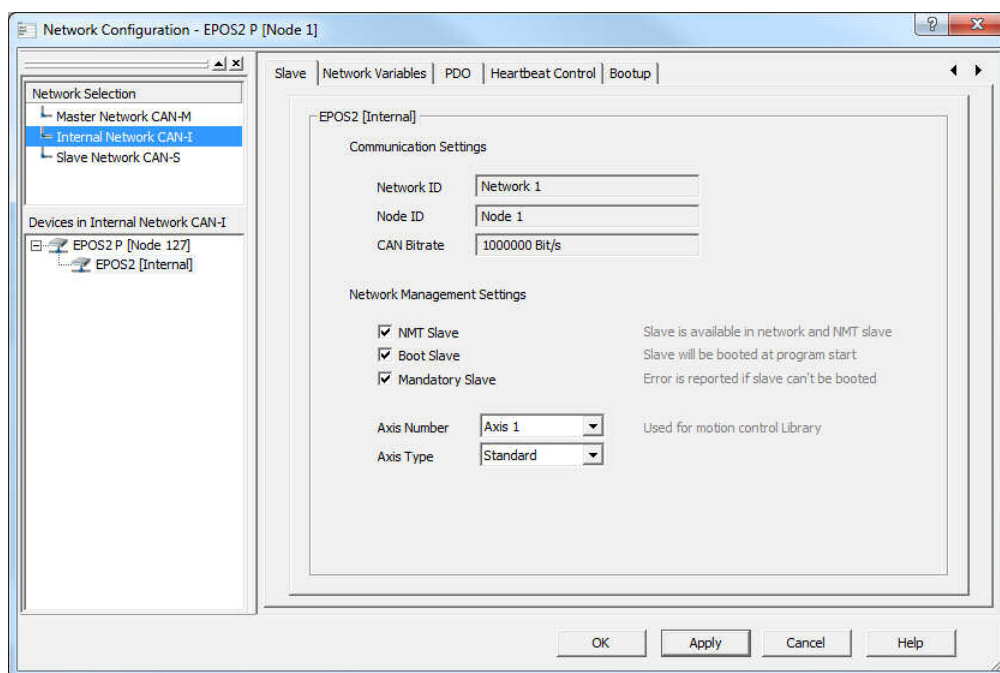 Network Configuration - EPOS2 P [Node 1]
Network Selection
Master Network CAN-M
Internal Network CAN-I
Slave Network CAN-S
Devices in Internal Network CAN-I
EPOS2 P [Node 127]
EPOS2 [Internal]
Slave Network Variables PDO Heartbeat Control Bootup
EPOS2 [Internal]
Communication Settings
Network ID Network 1
Node ID Node 1
CAN Bitrate 1000000 Bit/s
Network Management Settings
NMT Slave Slave is available in network and NMT slave
Boot Slave Slave will be booted at program start
Mandatory Slave Error is reported if slave can't be booted
Axis Number Axis 1 Used for motion control Library
Axis Type Standard
OK Apply Cancel Help